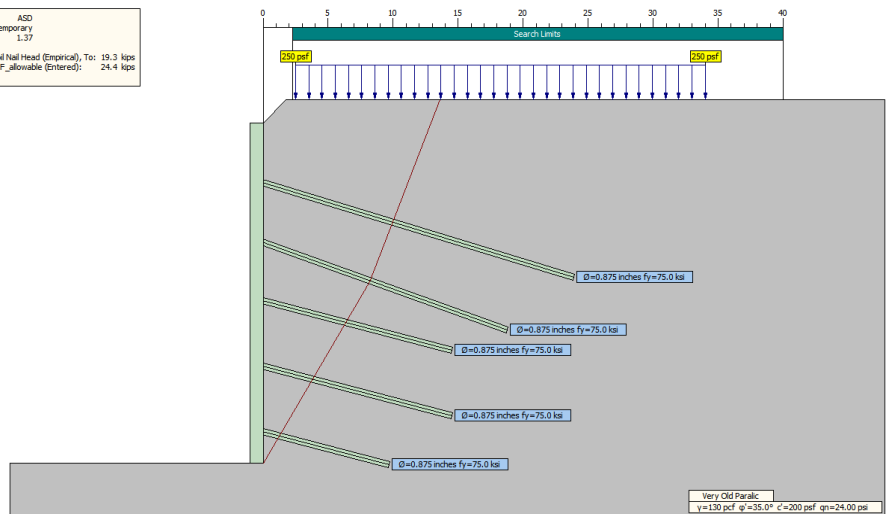 ASD
emporary
1.37
il Nail Head (Empirical), To: 19.3 kips
F_allowable (Entered): 24.4 kips
0 5 10 15 20 25 30 35 40
Search Limits
250 psf 250 psf
Ø=0.875 inches fy=75.0 ksi
Ø=0.875 inches fy=75.0 ksi
Ø=0.875 inches fy=75.0 ksi
Ø=0.875 inches fy=75.0 ksi
Ø=0.875 inches fy=75.0 ksi
Very Old Paralic
γ=130 pcf φ'=35.0° c'=200 psf qn=24.00 psi